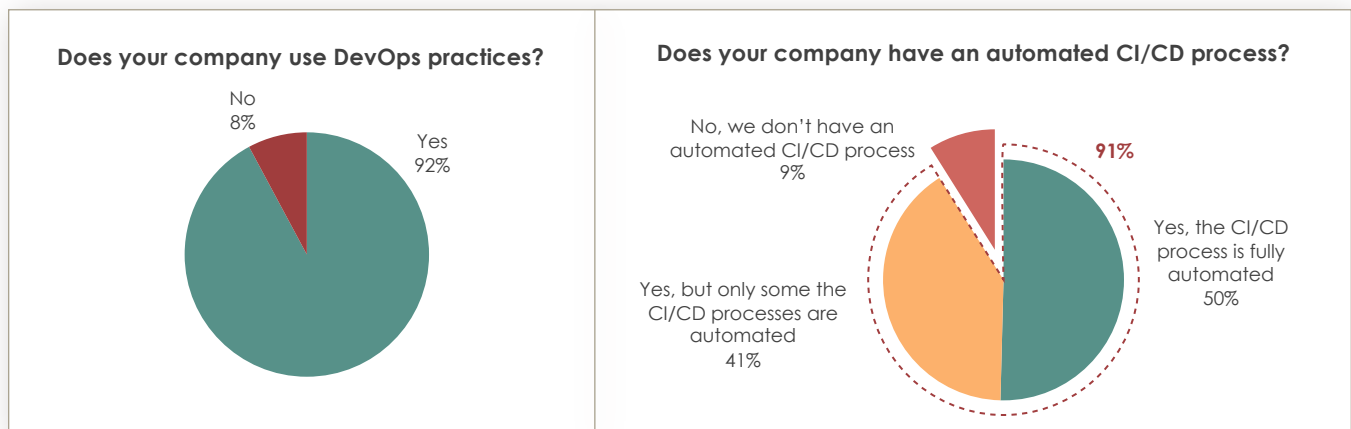 Does your company use DevOps practices?
No
8%
Yes
92%
Does your company have an automated CI/CD process?
No, we don't have an
automated CI/CD process
9%
91%
Yes, the CI/CD
process is fully
automated
50%
Yes, but only some the
CI/CD processes are
automated
41%